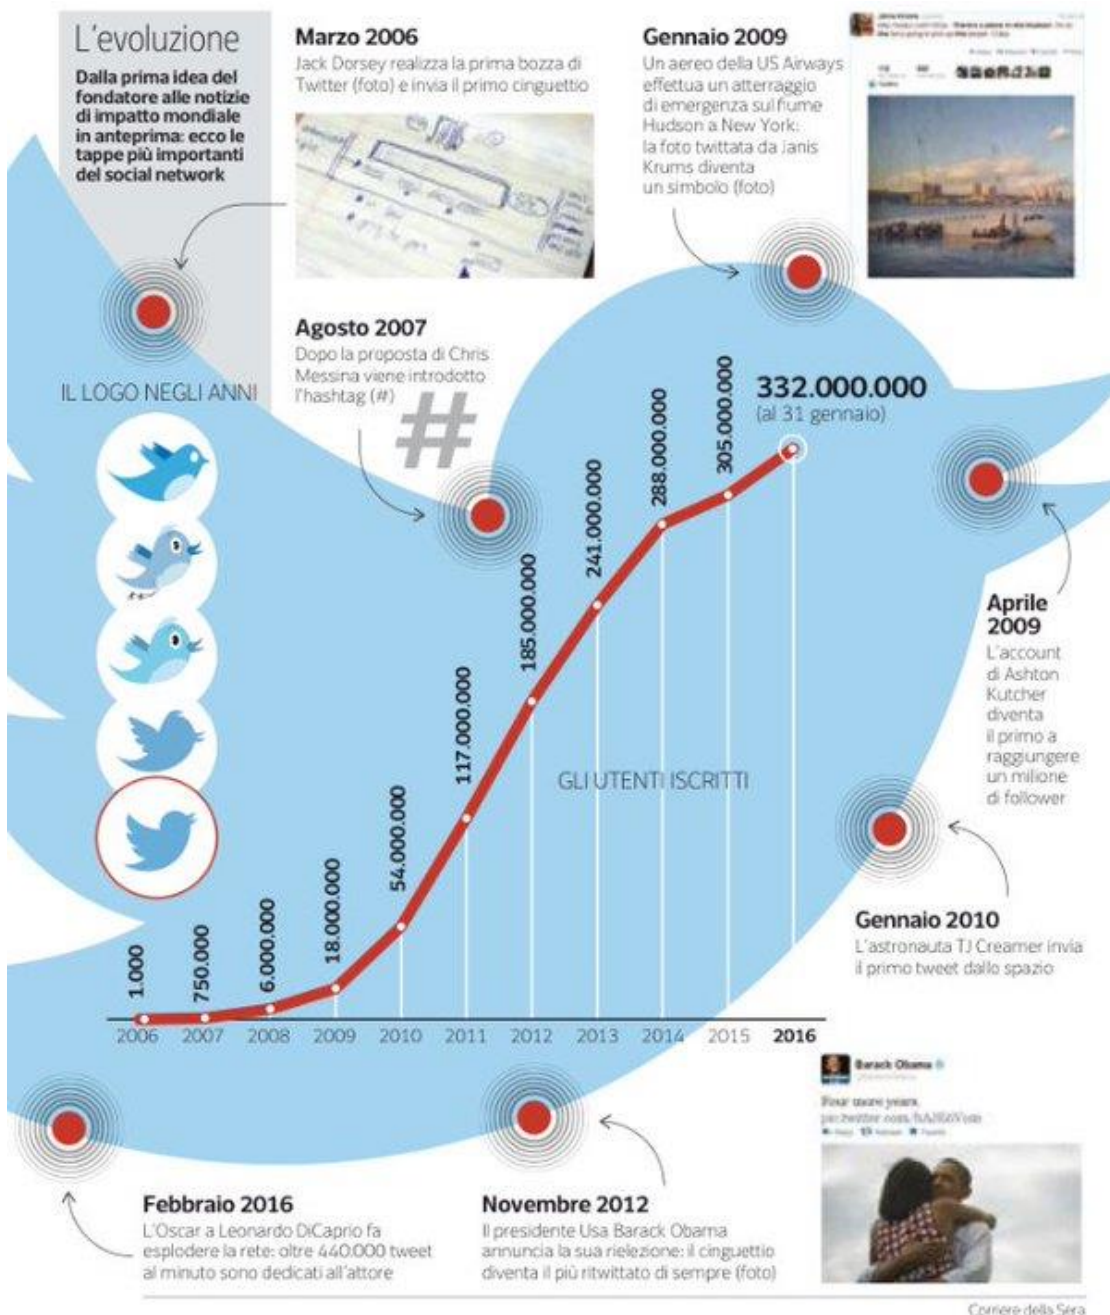 L'evoluzione
Dalla prima idea del
fondatore alle notizie
di impatto mondiale
in anteprima: ecco le
tappe più importanti
del social network
Marzo 2006
Jack Dorsey realizza la prima bozza di
Twitter (foto) e invia il primo cinguettio
Gennaio 2009
Un aereo della US Airways
effettua un atterraggio
di emergenza sul fiume
Hudson a New York:
la foto twittata da Janis
Krums diventa
un simbolo (foto)
Agosto 2007
Dopo la proposta di Chris
Messina viene introdotto
l'hashtag (#)
#
IL LOGO NEGLI ANNI
1.000
750.000
6.000.000
18.000.000
54.000.000
117.000.000
185.000.000
241.000.000
288.000.000
305.000.000
332.000.000
(al 31 gennaio)
GLI UTENTI ISCRITTI
2006 2007 2008 2009 2010 2011 2012 2013 2014 2015 2016
Aprile
2009
L'account
di Ashton
Kutcher
diventa
il primo a
raggiungere
un milione
di follower
Gennaio 2010
L'astronauta TJ Creamer invia
il primo tweet dallo spazio
Barack Obama
Four more years.
Febbraio 2016
L'Oscar a Leonardo DiCaprio fa
esplodere la rete: oltre 440.000 tweet
al minuto sono dedicati all'attore
Novembre 2012
Il presidente Usa Barack Obama
annuncia la sua rielezione: il cinguettio
diventa il più ritwittato di sempre (foto)
Corriere della Sera